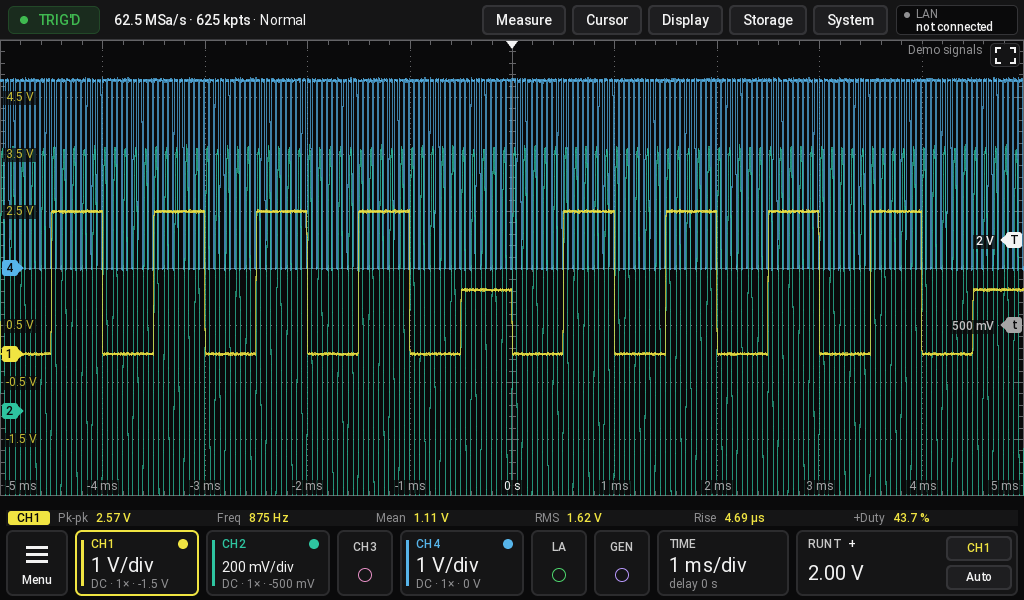 TRIG'D
62.5 MSa/s · 625 kpts · Normal
Measure
Cursor
Display
Storage
System
LAN
not connected
Demo signals
4.5 V
3.5 V
2.5 V
2 V
T
4
0.5 V
500 mV
t
1
-0.5 V
2
-1.5 V
-5 ms
-4 ms
-3 ms
-2 ms
-1 ms
0 s
1 ms
2 ms
3 ms
4 ms
5 ms
CH1 Pk-pk 2.57 V Freq 875 Hz Mean 1.11 V RMS 1.62 V Rise 4.69 µs +Duty 43.7 %
Menu
CH1
1 V/div
DC · 1× · -1.5 V
CH2
200 mV/div
DC · 1× · -500 mV
CH3
CH4
1 V/div
DC · 1× · 0 V
LA
GEN
TIME
1 ms/div
delay 0 s
RUNT +
2.00 V
CH1
Auto